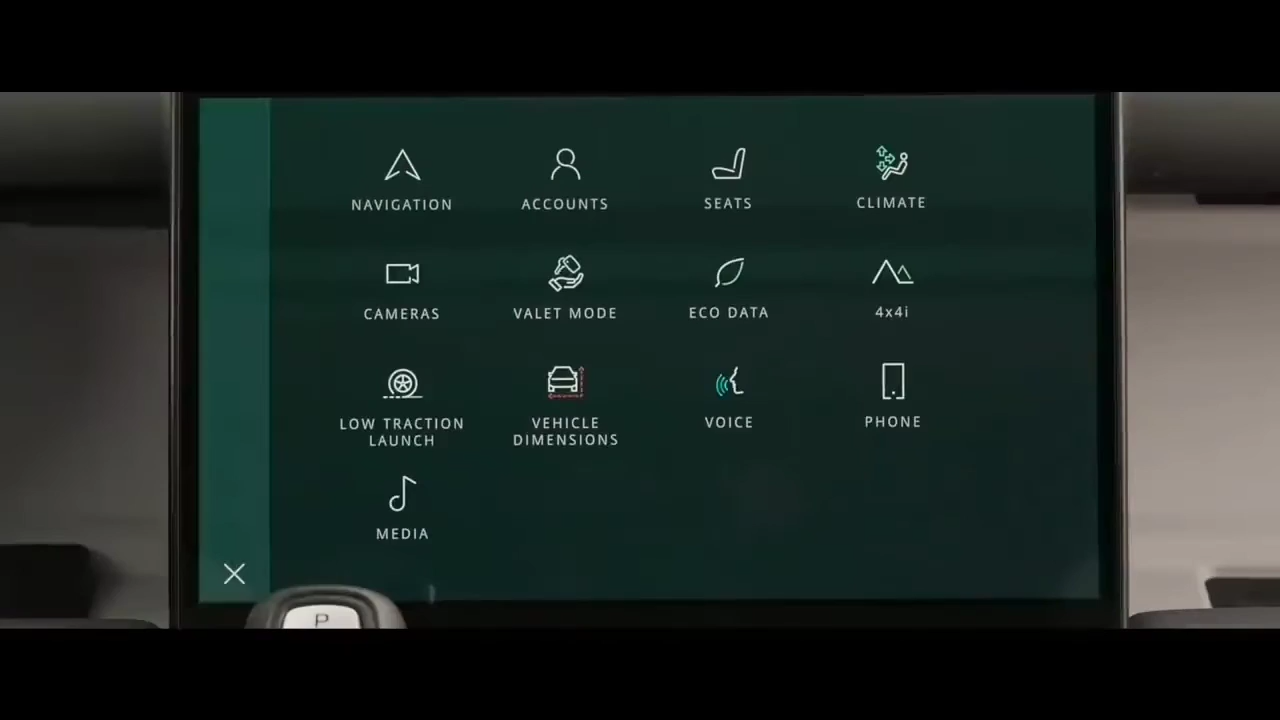 NAVIGATION
ACCOUNTS
SEATS
CLIMATE
CAMERAS
VALET MODE
ECO DATA
4x4i
LOW TRACTION
LAUNCH
VEHICLE
DIMENSIONS
VOICE
PHONE
MEDIA
P